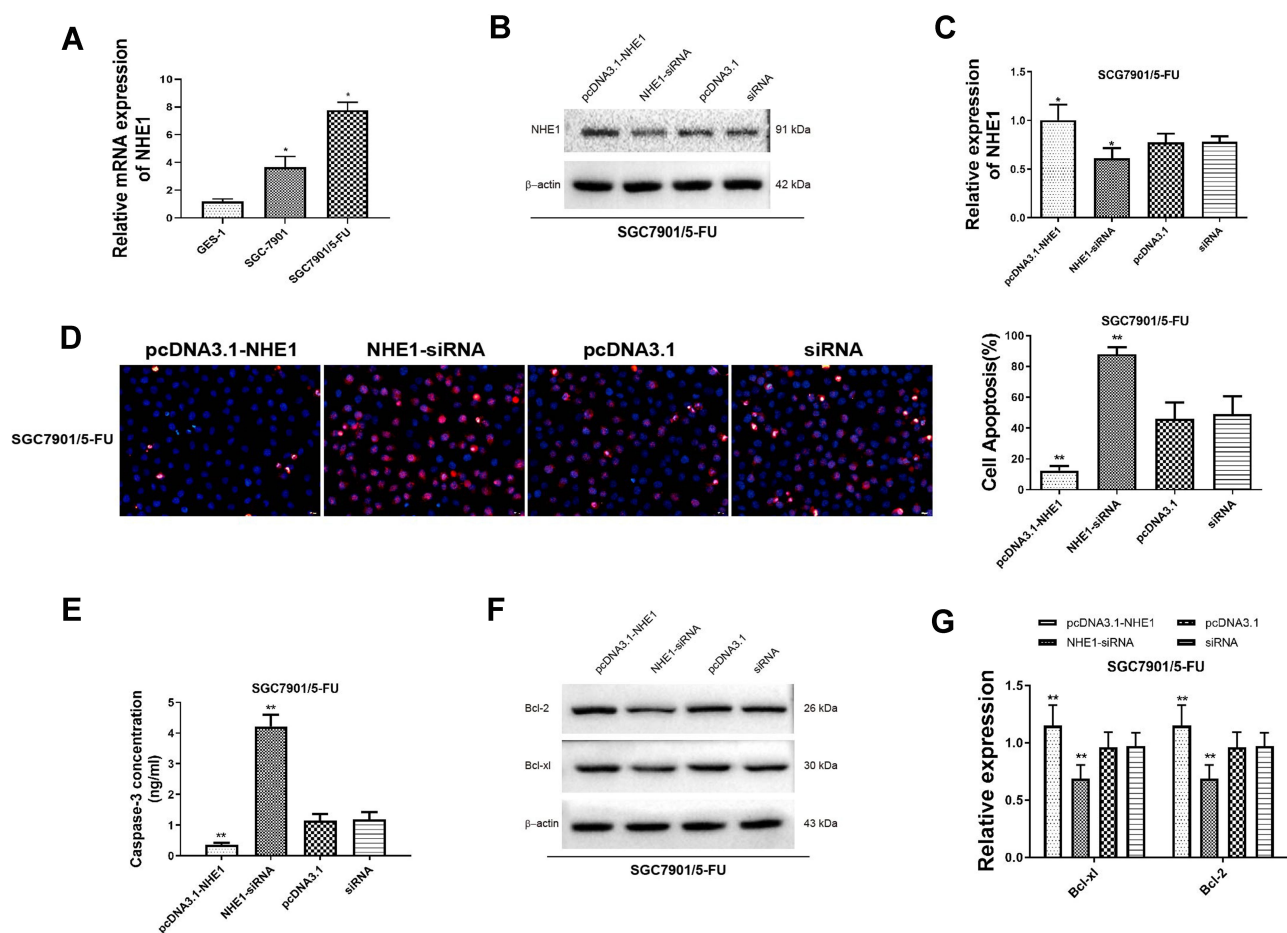 A
Relative mRNA expression
of NHE1
10
8
6
4
2
0
*
*
GES-1
SGC-7901
SGC7901/5-FU
B
pcDNA3.1-NHE1
NHE1-siRNA
pcDNA3.1
siRNA
NHE1
91 kDa
β-actin
42 kDa
SGC7901/5-FU
C
SCG7901/5-FU
Relative expression
of NHE1
1.5
1.0
0.5
0.0
*
*
pcDNA3.1-NHE1
NHE1-siRNA
pcDNA3.1
siRNA
D
pcDNA3.1-NHE1
NHE1-siRNA
pcDNA3.1
siRNA
SGC7901/5-FU
SGC7901/5-FU
Cell Apoptosis(%)
100
80
60
40
20
0
**
**
pcDNA3.1-NHE1
NHE1-siRNA
pcDNA3.1
siRNA
E
SGC7901/5-FU
Caspase-3 concentration
(ng/ml)
5
4
3
2
1
0
**
**
pcDNA3.1-NHE1
NHE1-siRNA
pcDNA3.1
siRNA
F
pcDNA3.1-NHE1
NHE1-siRNA
pcDNA3.1
siRNA
Bcl-2
26 kDa
Bcl-xl
30 kDa
β-actin
43 kDa
SGC7901/5-FU
G
pcDNA3.1-NHE1
pcDNA3.1
NHE1-siRNA
siRNA
SGC7901/5-FU
Relative expression
1.5
1.0
0.5
0.0
**
**
**
**
Bcl-xl
Bcl-2